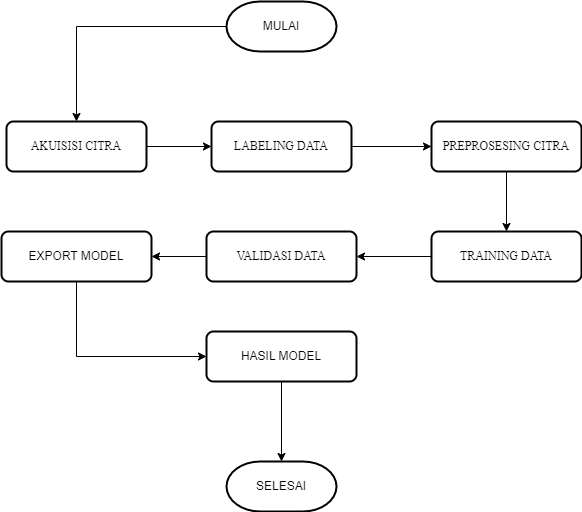 MULAI
AKUISISI CITRA
LABELING DATA
PREPROSESING CITRA
TRAINING DATA
VALIDASI DATA
EXPORT MODEL
HASIL MODEL
SELESAI